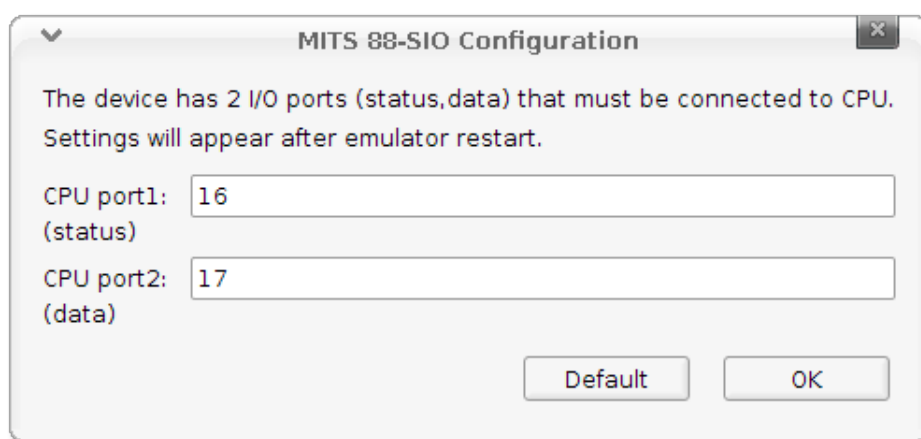 MITS 88-SIO Configuration
The device has 2 I/O ports (status,data) that must be connected to CPU.
Settings will appear after emulator restart.
CPU port1: 16
(status)
CPU port2: 17
(data)
Default OK